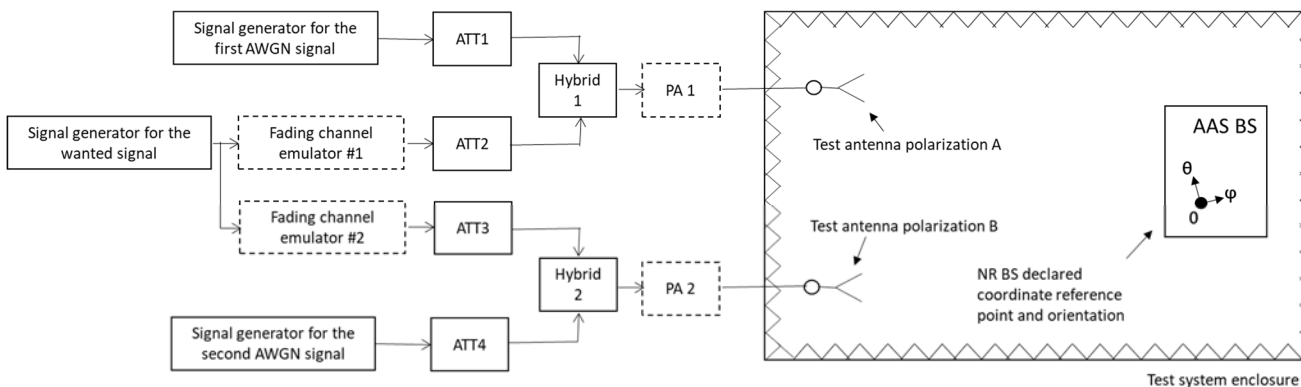 Signal generator for the
the first AWGN signal
ATT1
Hybrid
1
PA 1
Signal generator for the
wanted signal
Fading channel
emulator #1
ATT2
Test antenna polarization A
AAS BS
θ
φ
0
Fading channel
emulator #2
ATT3
Test antenna polarization B
Hybrid
2
PA 2
NR BS declared
coordinate reference
point and orientation
Signal generator for the
second AWGN signal
ATT4
Test system enclosure